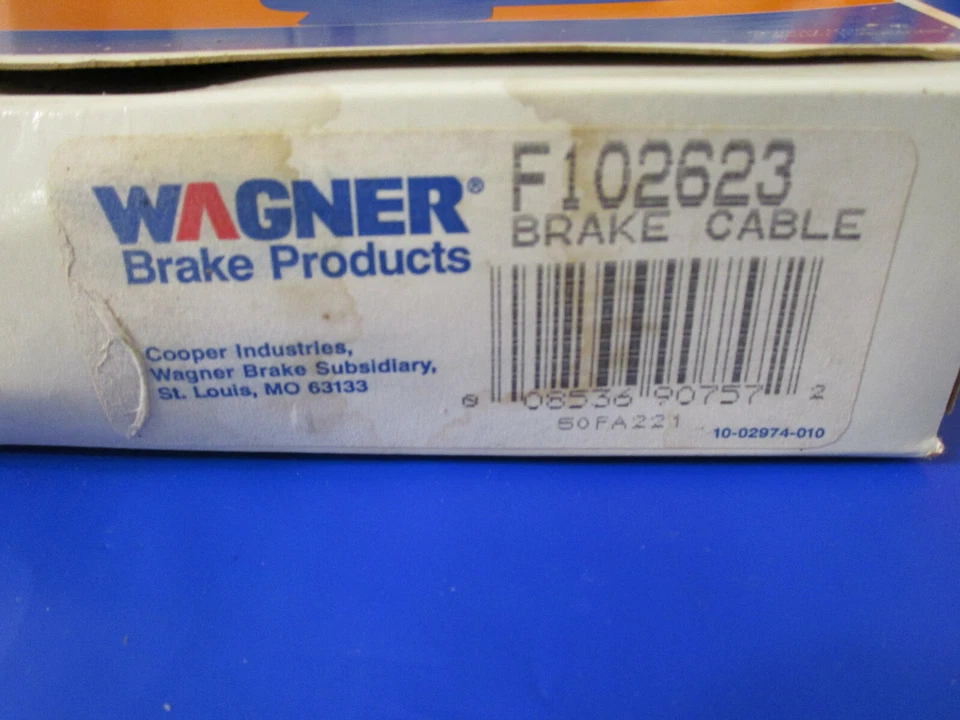 WAGNER®
Brake Products
Cooper Industries,
Wagner Brake Subsidiary,
St. Louis, MO 63133
F102623
BRAKE CABLE
0 08536 90757 2
50FA221
10-02974-010